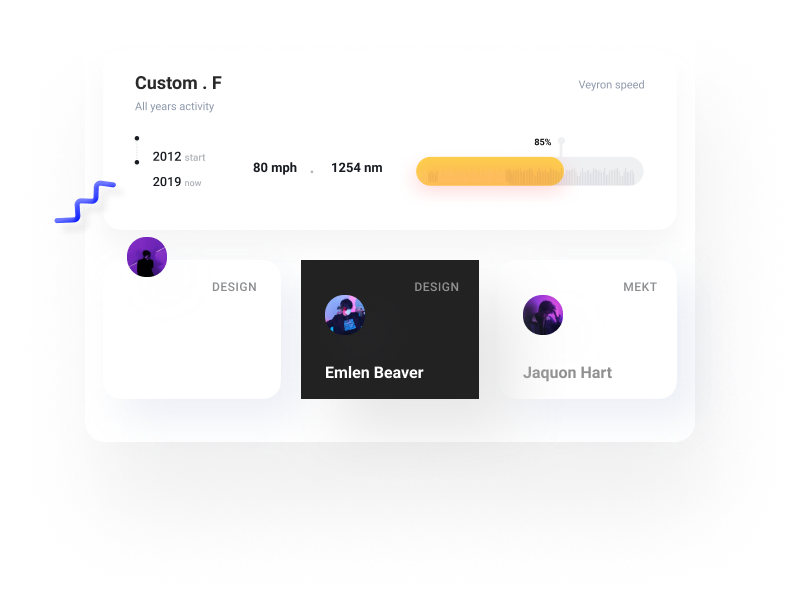 Custom . F
Veyron speed
All years activity
85%
2012 start
80 mph . 1254 nm
2019 now
DESIGN
DESIGN
MEKT
Emlen Beaver
Jaquon Hart